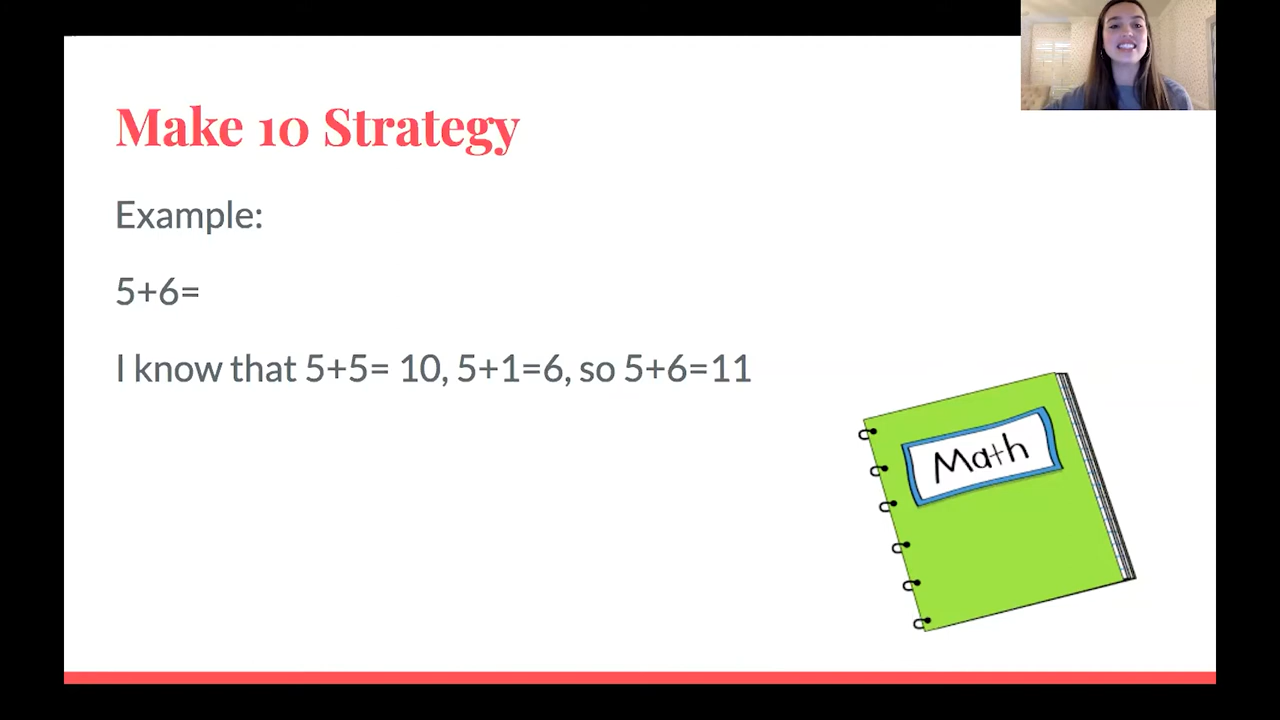 Make 10 Strategy
Example:
5+6=
I know that 5+5= 10, 5+1=6, so 5+6=11
Math